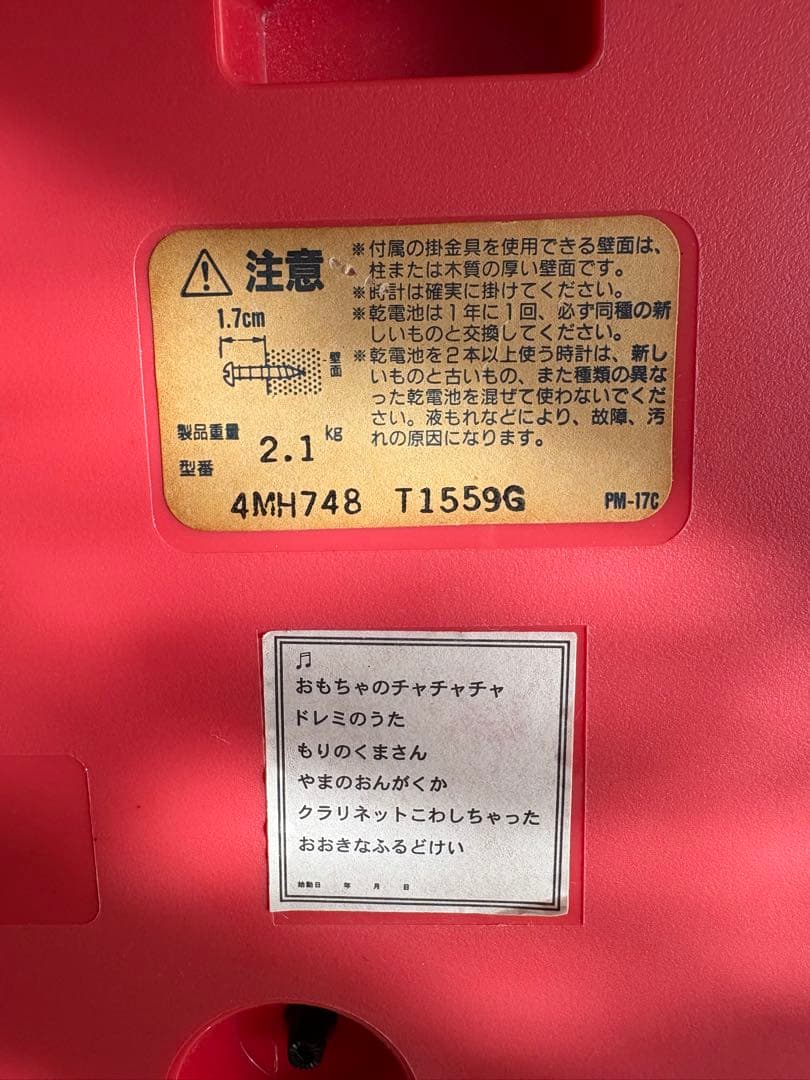 注意
※付属の掛金具を使用できる壁面は、
柱または木質の厚い壁面です。
※時計は確実に掛けてください。
※乾電池は1年に1回、必ず同種の新
しいものと交換してください。
※乾電池を2本以上使う時計は、新し
いものと古いもの、また種類の異な
った乾電池を混ぜて使わないでくだ
さい。液もれなどにより、故障、汚
れの原因になります。
1.7cm
壁面
製品重量 2.1 kg
型番
4MH748 T1559G PM-17C
♬
おもちゃのチャチャチャ
ドレミのうた
もりのくまさん
やまのおんがくか
クラリネットこわしちゃった
おおきなふるどけい
始動日 年 月 日